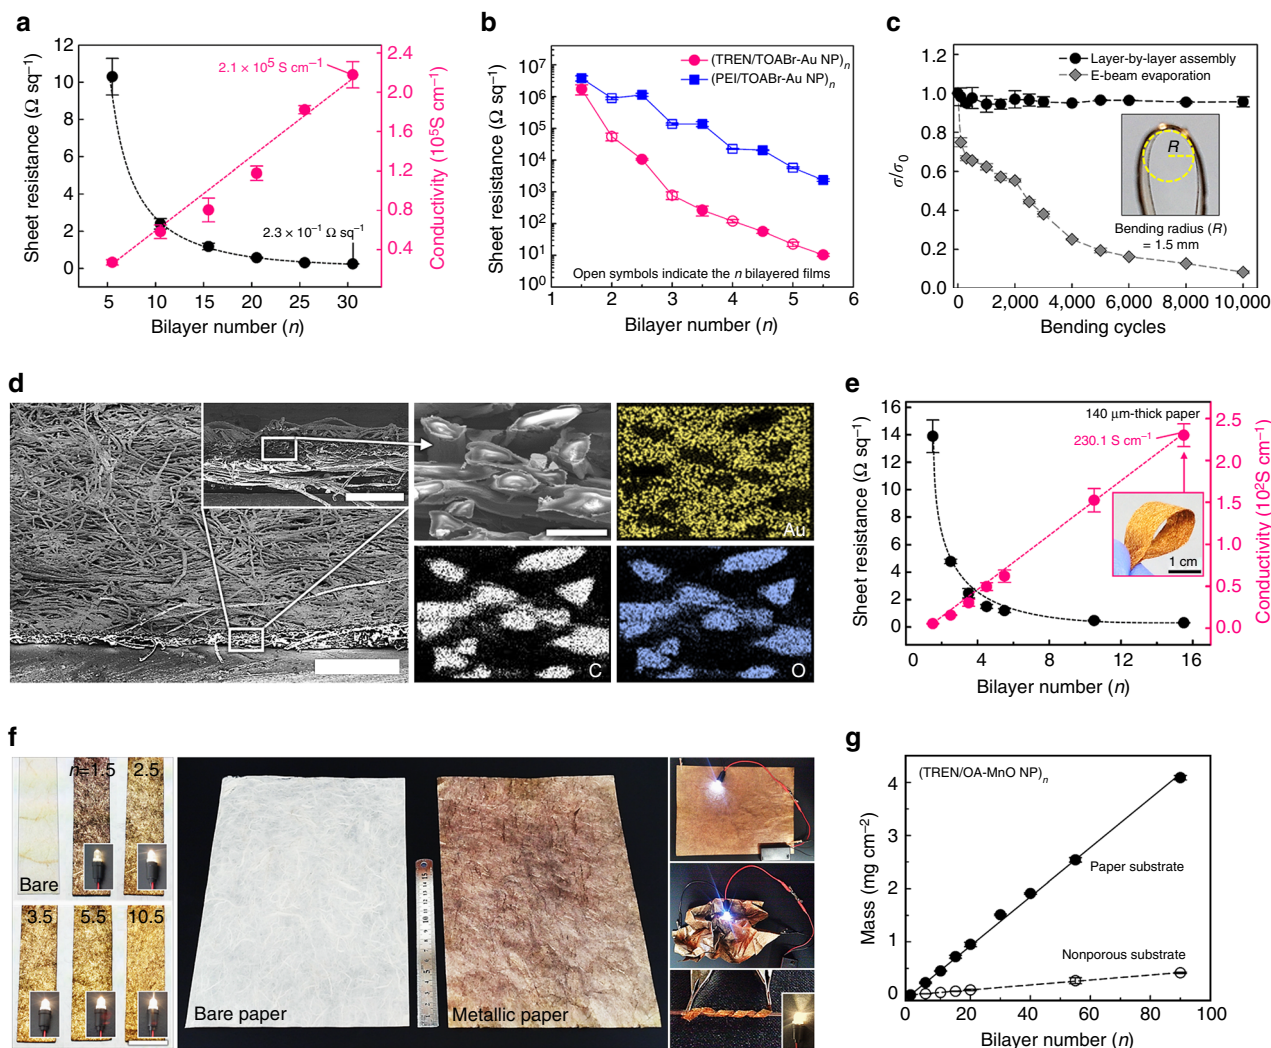 a
12
10
8
6
4
2
0
Sheet resistance (Ω sq⁻¹)
2.1 × 10⁵ S cm⁻¹
2.3 × 10⁻¹ Ω sq⁻¹
2.4
2.0
1.6
1.2
0.8
0.4
Conductivity (10⁵S cm⁻¹)
5 10 15 20 25 30
Bilayer number (n)
b
10⁷
10⁶
10⁵
10⁴
10³
10²
10¹
10⁰
Sheet resistance (Ω sq⁻¹)
(TREN/TOABr-Au NP)n
(PEI/TOABr-Au NP)n
Open symbols indicate the n bilayered films
1 2 3 4 5 6
Bilayer number (n)
c
1.2
1.0
0.8
0.6
0.4
0.2
0.0
σ/σ₀
Layer-by-layer assembly
E-beam evaporation
R
Bending radius (R)
= 1.5 mm
0 2,000 4,000 6,000 8,000 10,000
Bending cycles
d
Au
C
O
e
16
14
12
10
8
6
4
2
0
Sheet resistance (Ω sq⁻¹)
140 μm-thick paper
230.1 S cm⁻¹
1 cm
2.5
2.0
1.5
1.0
0.5
0.0
Conductivity (10²S cm⁻¹)
0 4 8 12 16
Bilayer number (n)
f
n=1.5
2.5
Bare
3.5
5.5
10.5
Bare paper
Metallic paper
g
4
3
2
1
0
Mass (mg cm⁻²)
(TREN/OA-MnO NP)n
Paper substrate
Nonporous substrate
0 20 40 60 80 100
Bilayer number (n)